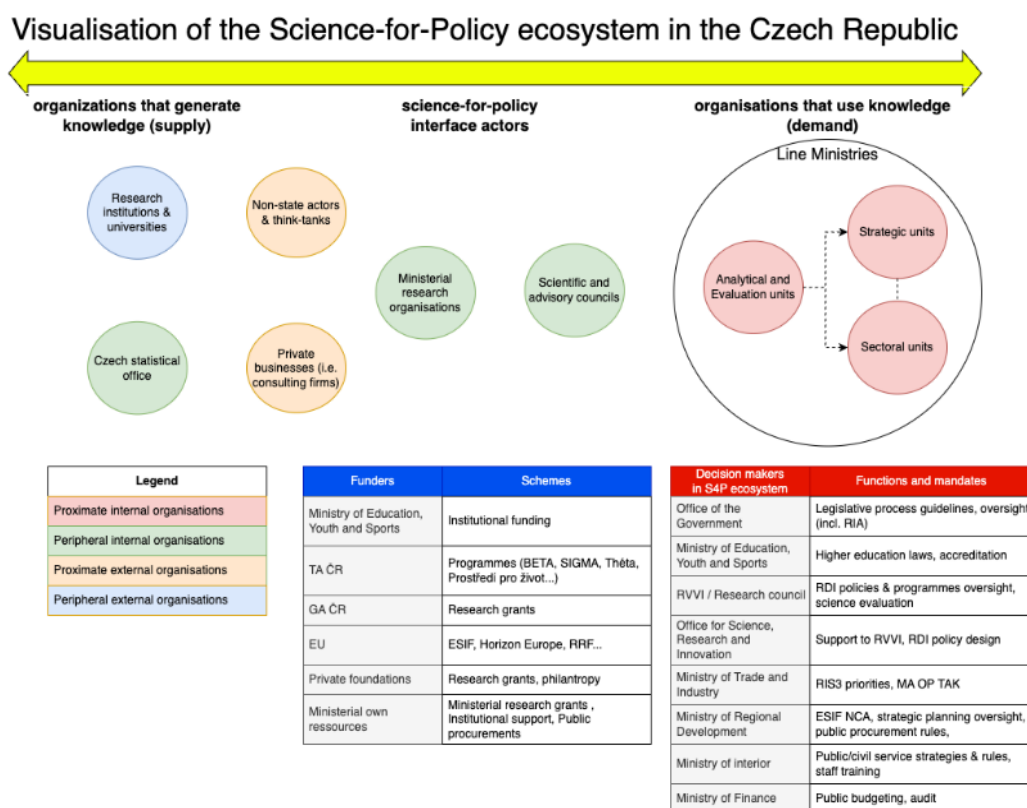 Visualisation of the Science-for-Policy ecosystem in the Czech Republic
organizations that generate
knowledge (supply)
science-for-policy
interface actors
organisations that use knowledge
(demand)
Line Ministries
Research
institutions &
universities
Non-state actors
& think-tanks
Ministerial
research
organisations
Scientific and
advisory councils
Analytical and
Evaluation units
Strategic units
Sectoral units
Czech statistical
office
Private
businesses (i.e.
consulting firms)
Legend
Proximate internal organisations
Peripheral internal organisations
Proximate external organisations
Peripheral external organisations
Funders
Schemes
Ministry of Education,
Youth and Sports
Institutional funding
TA ČR
Programmes (BETA, SIGMA, Théta,
Prostředí pro život...)
GA ČR
Research grants
EU
ESIF, Horizon Europe, RRF...
Private foundations
Research grants, philantropy
Ministerial own
ressources
Ministerial research grants ,
Institutional support, Public
procurements
Decision makers
in S4P ecosystem
Functions and mandates
Office of the
Government
Legislative process guidelines, oversight
(incl. RIA)
Ministry of Education,
Youth and Sports
Higher education laws, accreditation
RVVI / Research council
RDI policies & programmes oversight,
science evaluation
Office for Science,
Research and
Innovation
Support to RVVI, RDI policy design
Ministry of Trade and
Industry
RIS3 priorities, MA OP TAK
Ministry of Regional
Development
ESIF NCA, strategic planning oversight,
public procurement rules,
Ministry of interior
Public/civil service strategies & rules,
staff training
Ministry of Finance
Public budgeting, audit